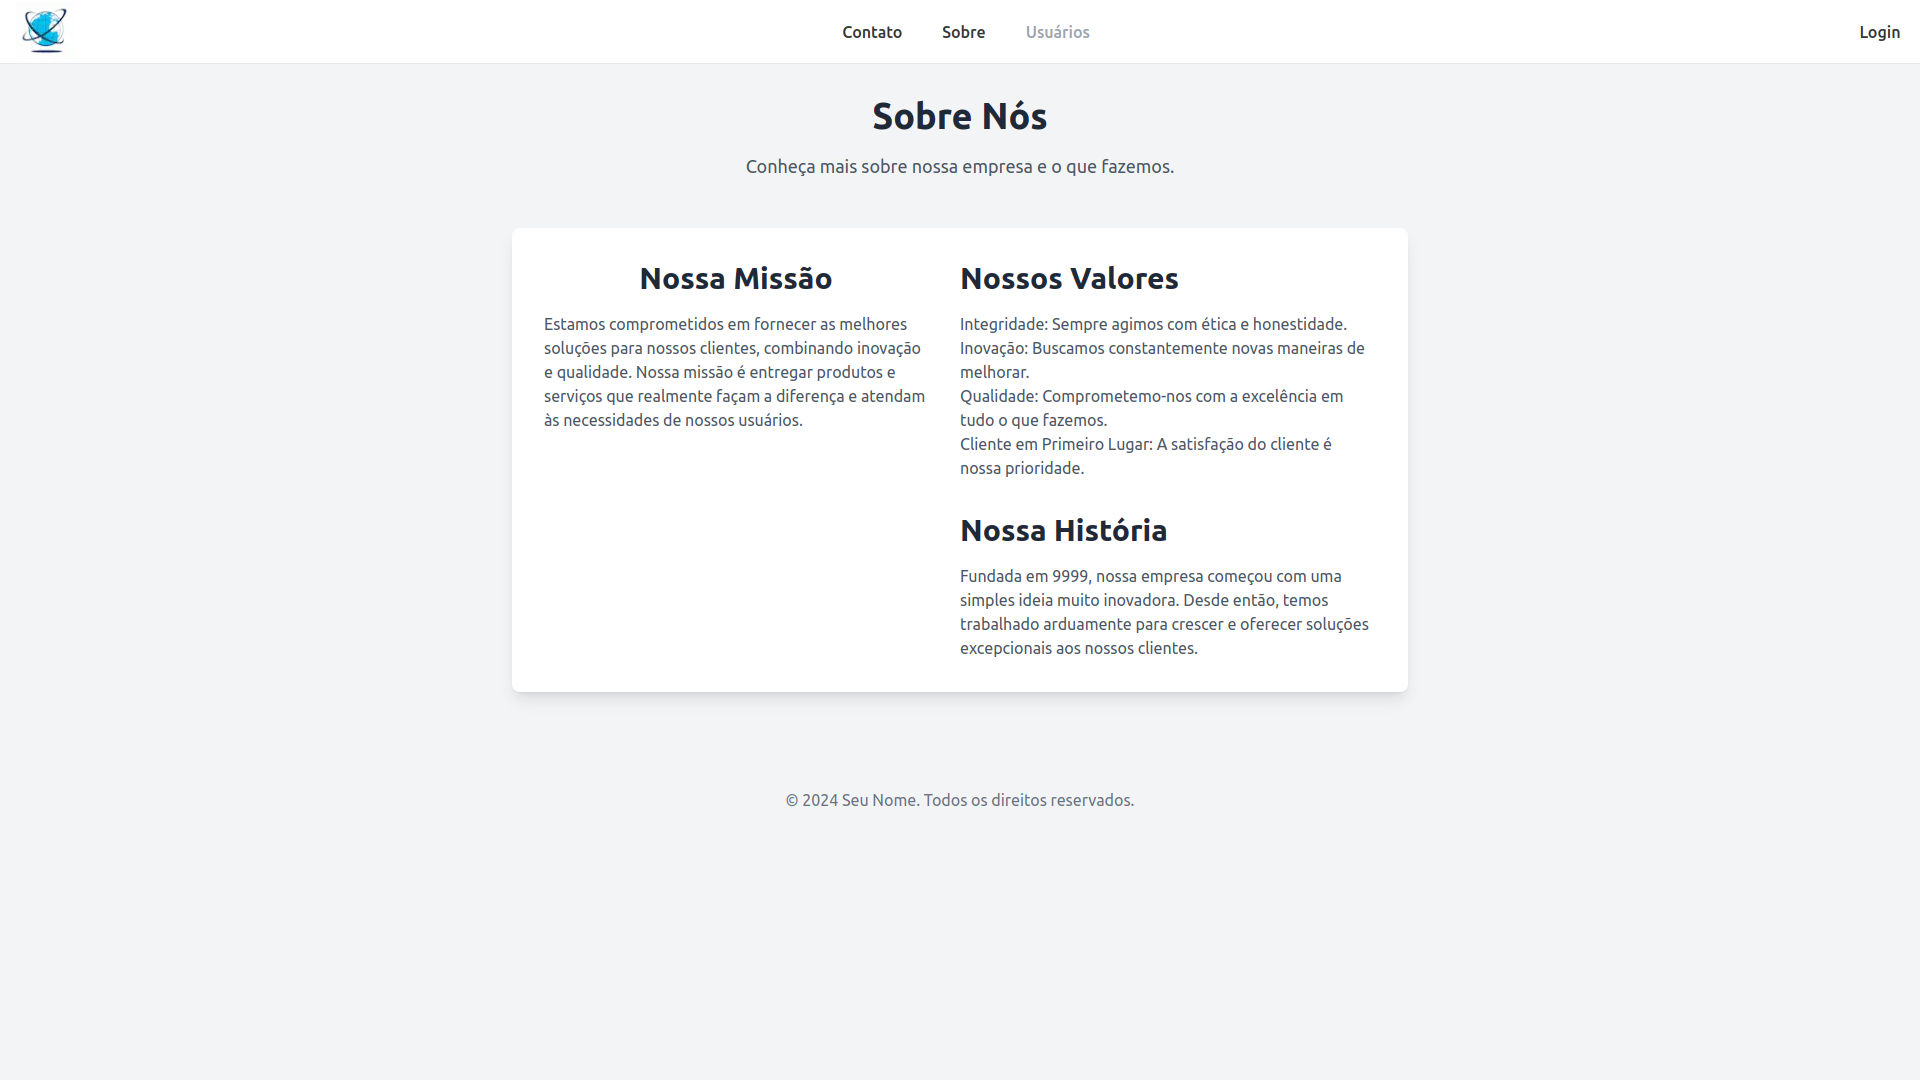 Contato
Sobre
Usuários
Login
Sobre Nós
Conheça mais sobre nossa empresa e o que fazemos.
Nossa Missão
Estamos comprometidos em fornecer as melhores
soluções para nossos clientes, combinando inovação
e qualidade. Nossa missão é entregar produtos e
serviços que realmente façam a diferença e atendam
às necessidades de nossos usuários.
Nossos Valores
Integridade: Sempre agimos com ética e honestidade.
Inovação: Buscamos constantemente novas maneiras de
melhorar.
Qualidade: Comprometemo-nos com a excelência em
tudo o que fazemos.
Cliente em Primeiro Lugar: A satisfação do cliente é
nossa prioridade.
Nossa História
Fundada em 9999, nossa empresa começou com uma
simples ideia muito inovadora. Desde então, temos
trabalhado arduamente para crescer e oferecer soluções
excepcionais aos nossos clientes.
© 2024 Seu Nome. Todos os direitos reservados.